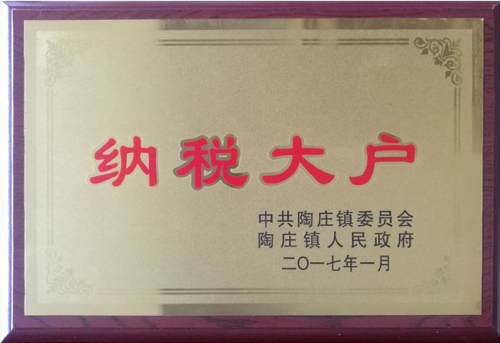 纳税大户
中共陶庄镇委员会
陶庄镇人民政府
二〇一七年一月